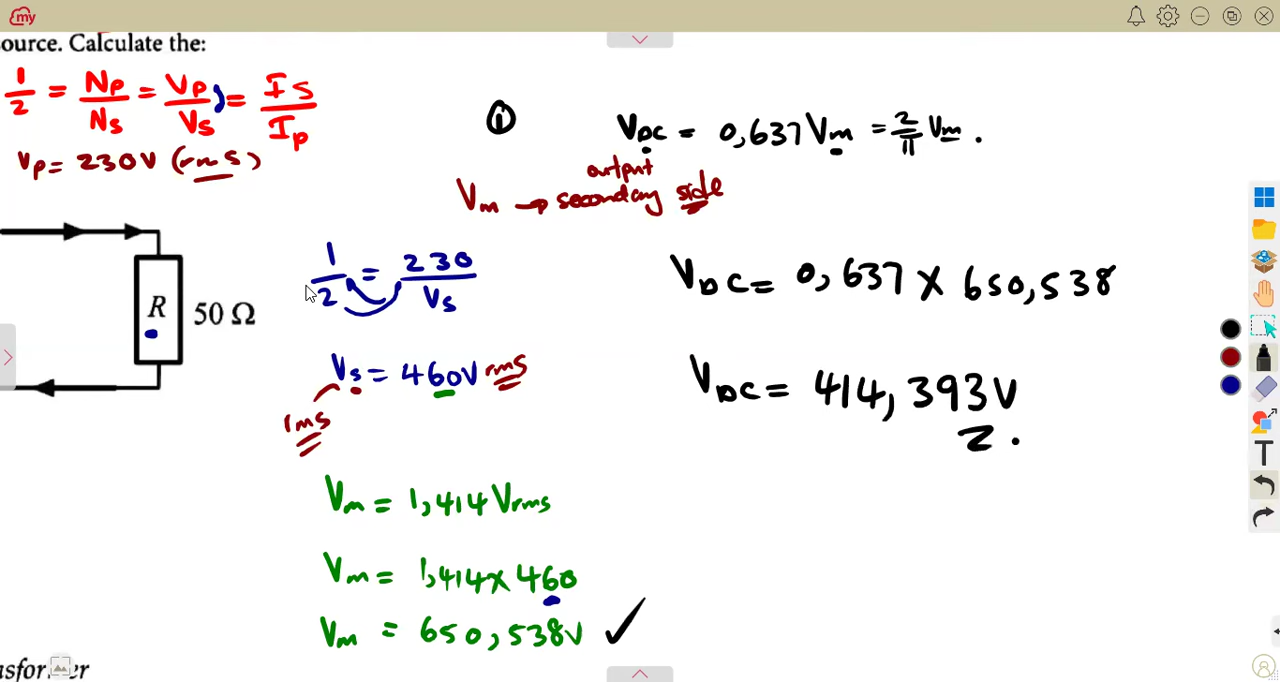 my
ource. Calculate the:
1/2 = Np/Ns = Vp/Vs = Is/Ip
Vp = 230V (rms)
i
VDC = 0,637 Vm = 2/π Vm.
Vm → output secondary side
R 50 Ω
1/2 = 230/Vs
VDC = 0,637 × 650,538
Vs = 460V rms
rms
VDC = 414,393V
Vm = 1,414 Vrms
Vm = 1,414 × 460
Vm = 650,538V ✓
T